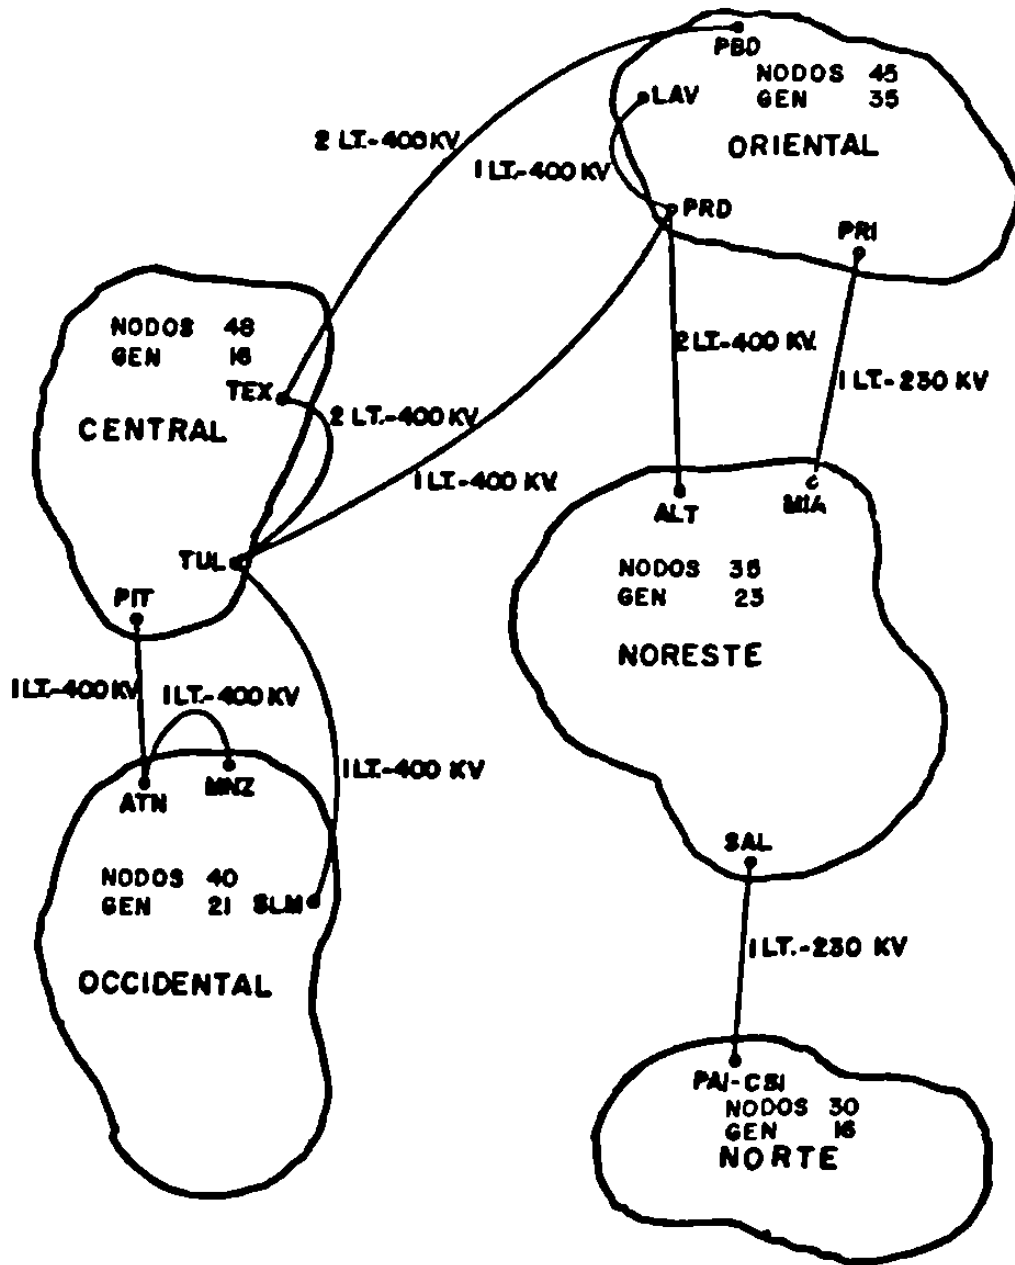 PBD
NODOS 45
GEN 35
LAV
ORIENTAL
2 LT.-400 KV.
1 LT.-400 KV
PRD
PRI
NODOS 48
GEN 16
TEX
CENTRAL
2 LT.-400 KV.
2 LT.-400 KV.
1 LT.-230 KV
1 LT.-400 KV.
ALT
MIA
TUL
NODOS 35
GEN 23
PIT
NORESTE
1 LT.-400 KV
1 LT.-400 KV
1 LT.-400 KV
ATN
MNZ
SAL
NODOS 40
GEN 21
SLM
1 LT.-230 KV
OCCIDENTAL
PAI-CSI
NODOS 30
GEN 16
NORTE